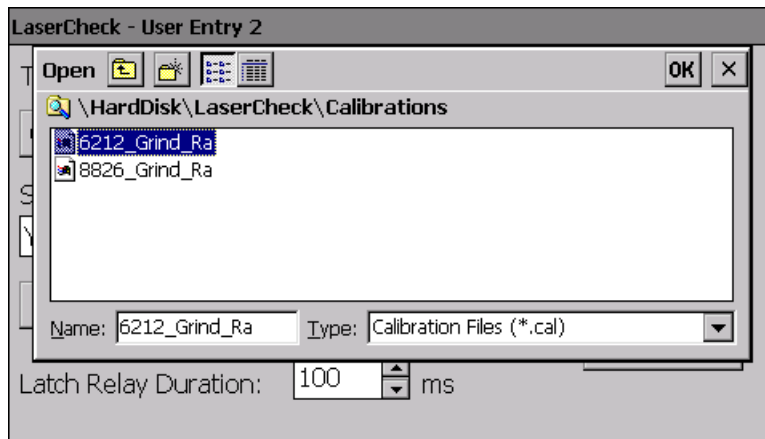 LaserCheck - User Entry 2
Open OK ×
\HardDisk\LaserCheck\Calibrations
6212_Grind_Ra
8826_Grind_Ra
Name: 6212_Grind_Ra Type: Calibration Files (*.cal)
Latch Relay Duration: 100 ms